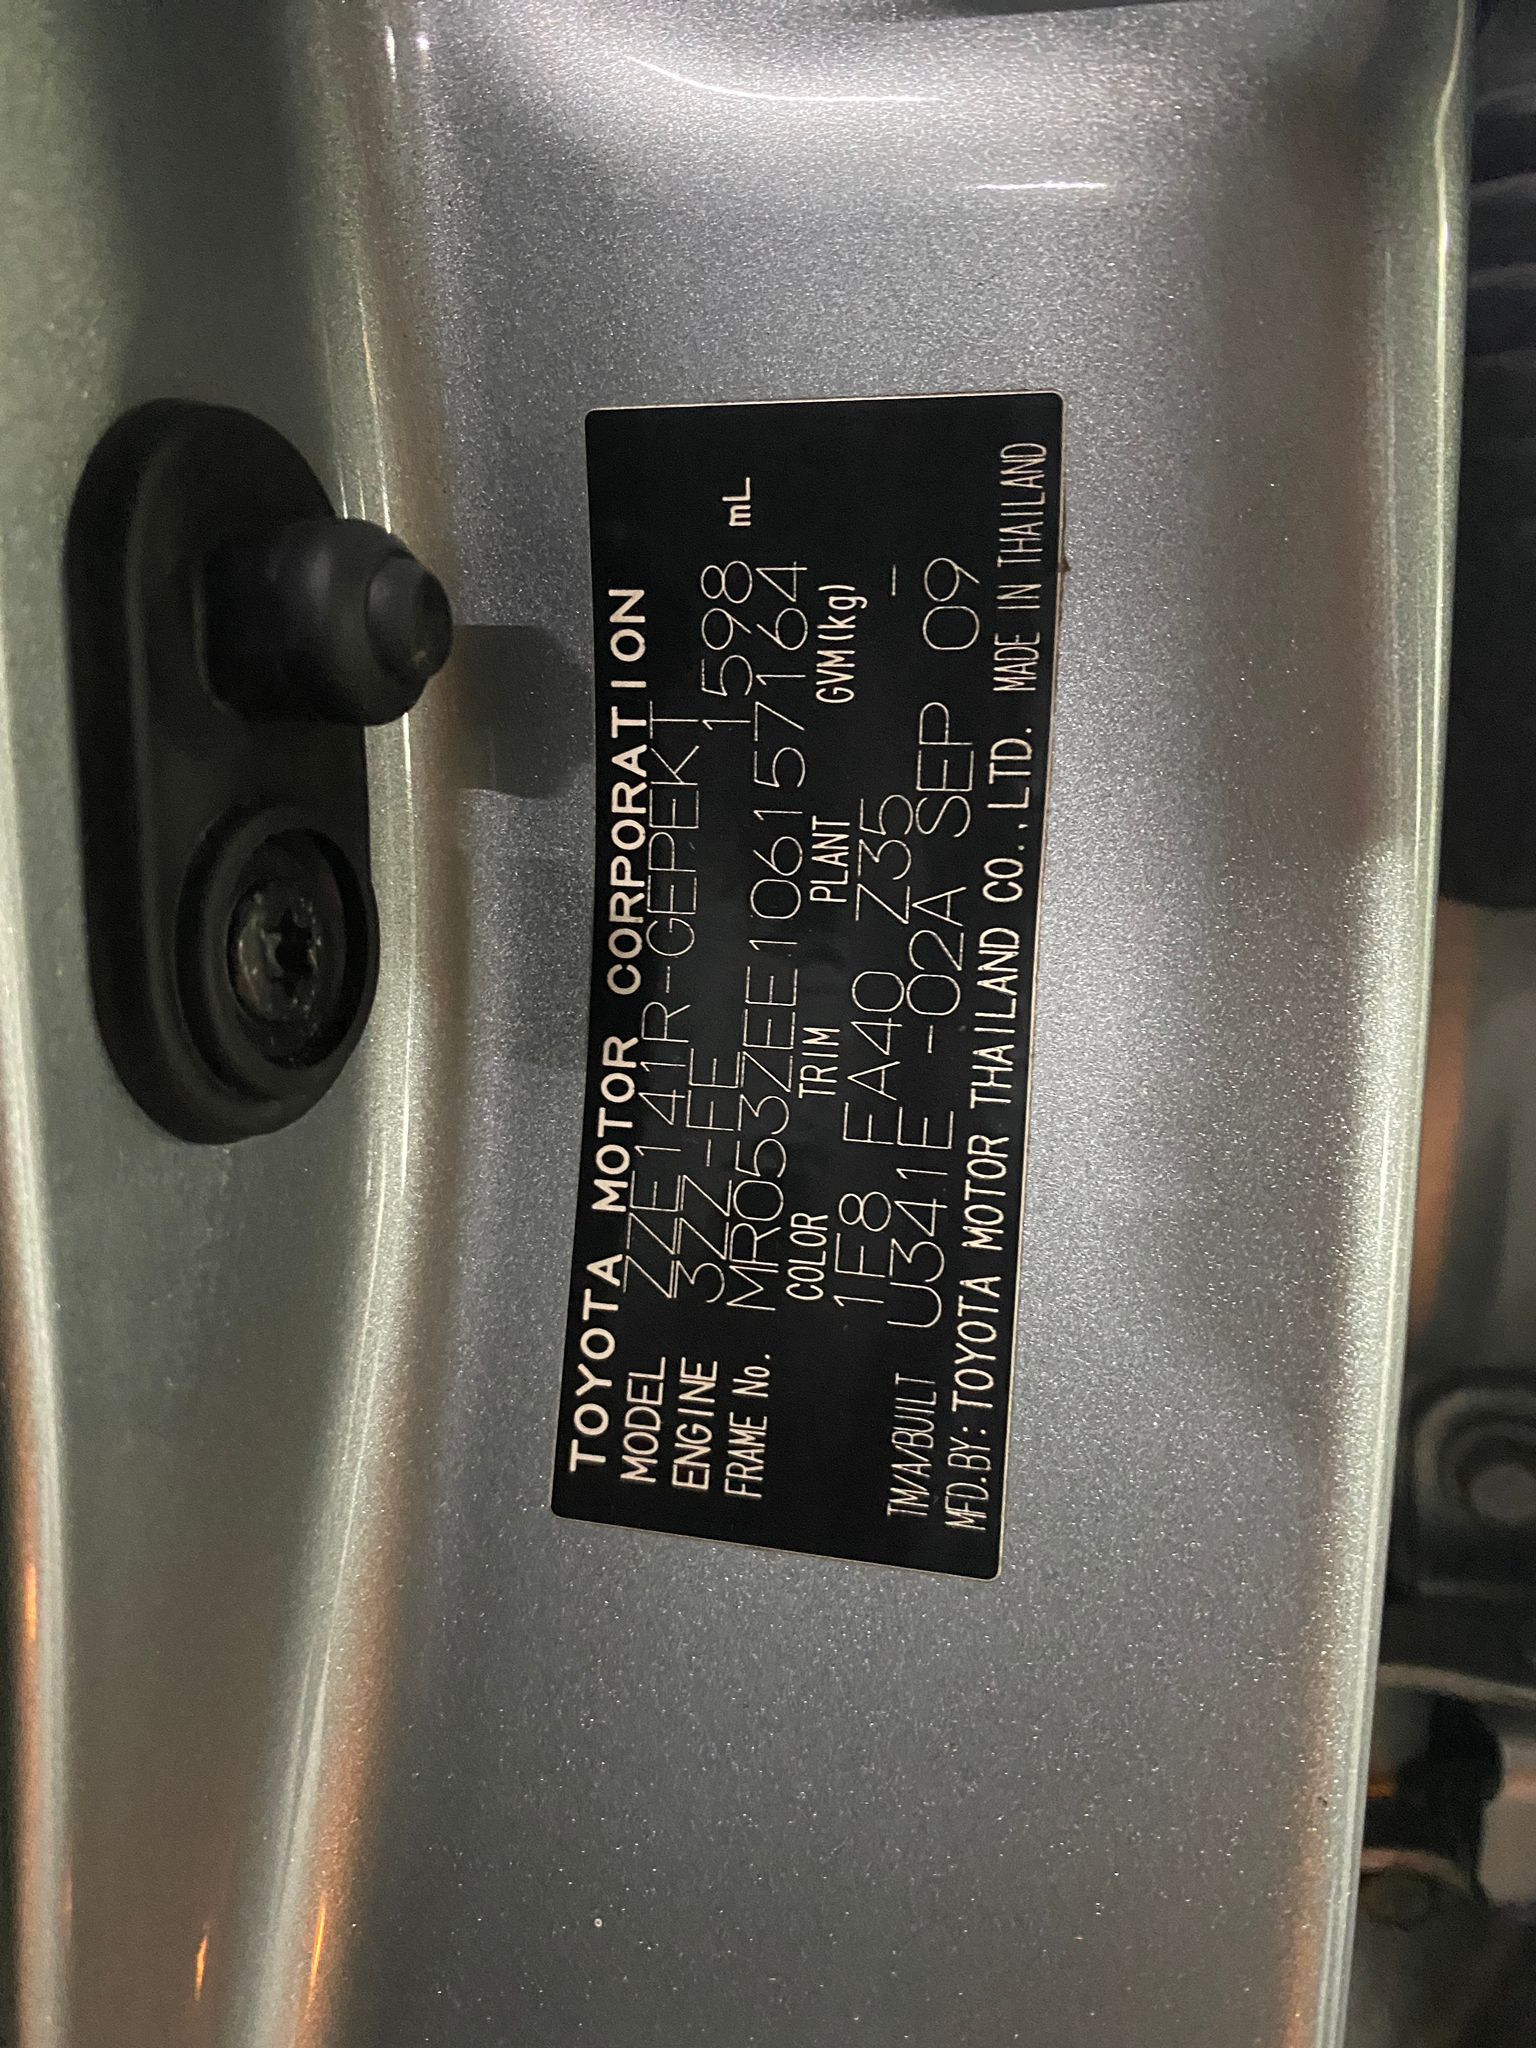 TOYOTA MOTOR CORPORATION
MODEL ZZE141R-GEPEKT
ENGINE 3ZZ-FE 1598 mL
FRAME No. MR053ZEE106157164
COLOR TRIM PLANT GVM(kg)
1F8 EA40 Z35 -
TM/A/BUILT U341E -02A SEP 09
MFD.BY: TOYOTA MOTOR THAILAND CO., LTD. MADE IN THAILAND